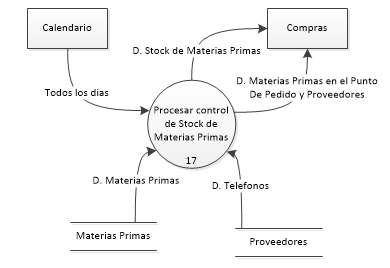 Calendario
Compras
D. Stock de Materias Primas
Todos los dias
D. Materias Primas en el Punto
De Pedido y Proveedores
Procesar control
de Stock de
Materias Primas
17
D. Materias Primas
D. Telefonos
Materias Primas
Proveedores